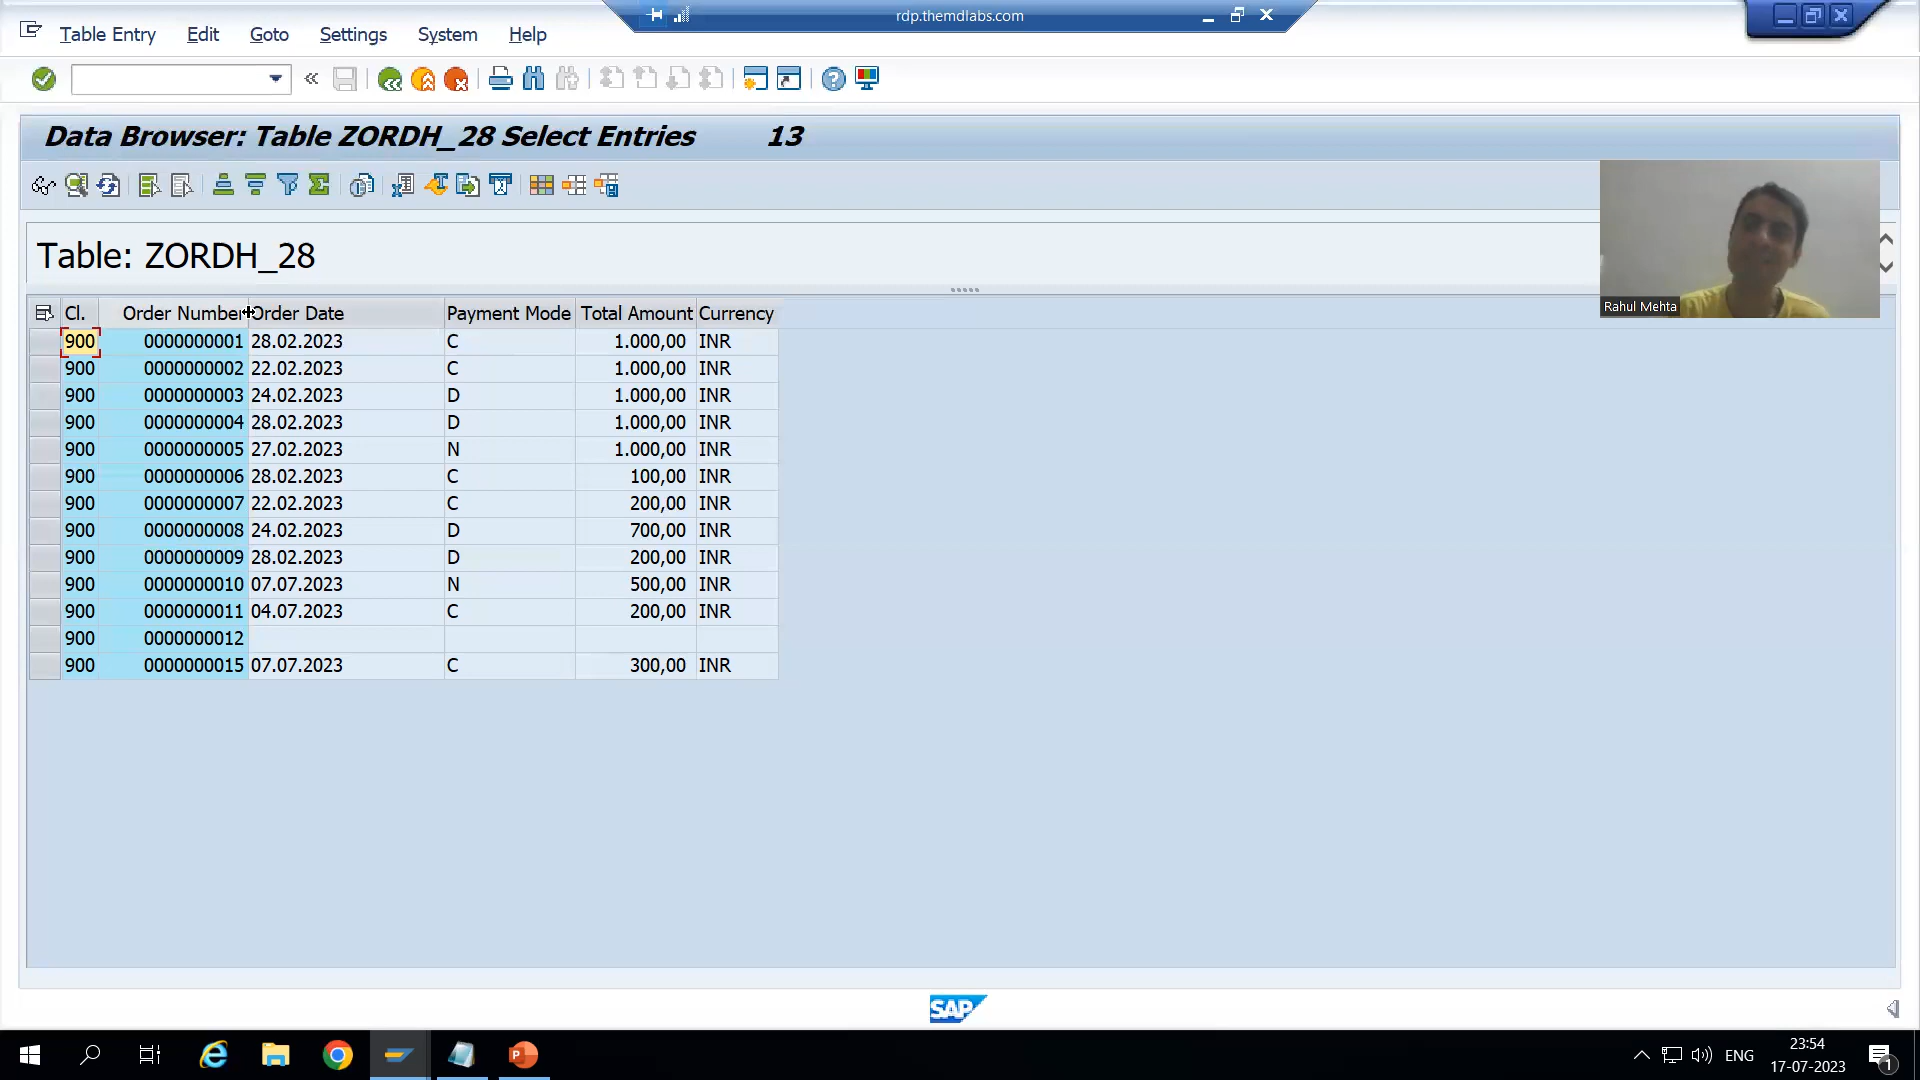 rdp.themdlabs.com
Table Entry Edit Goto Settings System Help
Data Browser: Table ZORDH_28 Select Entries 13
Table: ZORDH_28
Rahul Mehta
Cl. Order Number Order Date Payment Mode Total Amount Currency
900 0000000001 28.02.2023 C 1.000,00 INR
900 0000000002 22.02.2023 C 1.000,00 INR
900 0000000003 24.02.2023 D 1.000,00 INR
900 0000000004 28.02.2023 D 1.000,00 INR
900 0000000005 27.02.2023 N 1.000,00 INR
900 0000000006 28.02.2023 C 100,00 INR
900 0000000007 22.02.2023 C 200,00 INR
900 0000000008 24.02.2023 D 700,00 INR
900 0000000009 28.02.2023 D 200,00 INR
900 0000000010 07.07.2023 N 500,00 INR
900 0000000011 04.07.2023 C 200,00 INR
900 0000000012
900 0000000015 07.07.2023 C 300,00 INR
SAP
ENG
23:54
17-07-2023
1